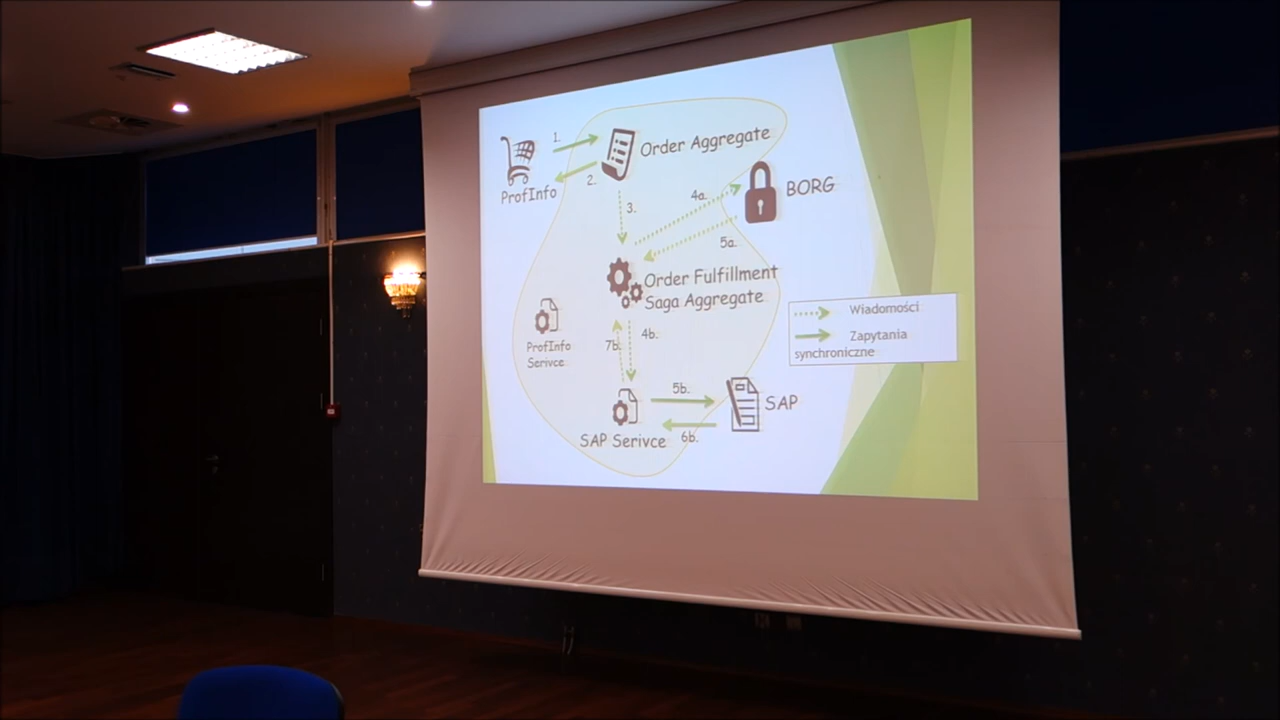 1.
Order Aggregate
2.
ProfInfo
3.
4a.
BORG
5a.
Order Fulfillment
Saga Aggregate
Wiadomości
Zapytania
synchroniczne
ProfInfo
Serivce
7b.
4b.
5b.
SAP
SAP Serivce
6b.